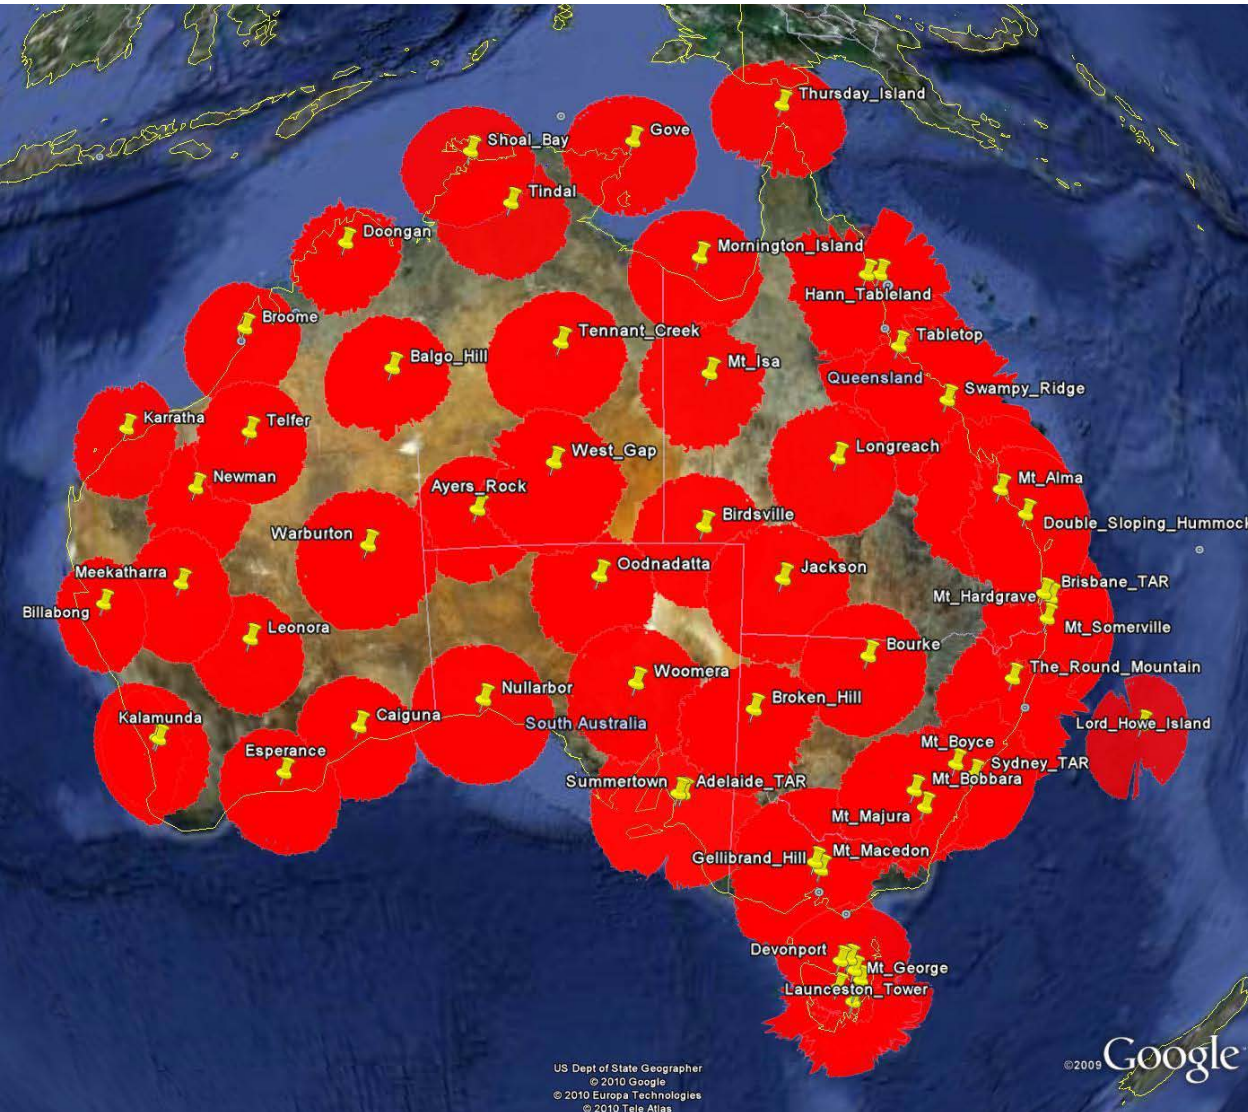 Thursday_Island
Shoal_Bay
Gove
Tindal
Doongan
Mornington_Island
Hann_Tableland
Broome
Tennant_Creek
Tabletop
Balgo_Hill
Mt_Isa
Queensland
Swampy_Ridge
Karratha
Telfer
West_Gap
Longreach
Newman
Ayers_Rock
Mt_Alma
Birdsville
Double_Sloping_Hummock
Warburton
Oodnadatta
Jackson
Meekatharra
Brisbane_TAR
Mt_Hardgrave
Billabong
Leonora
Mt_Somerville
Bourke
The_Round_Mountain
Woomera
Nullarbor
Broken_Hill
Kalamunda
Caiguna
South Australia
Lord_Howe_Island
Esperance
Mt_Boyce
Sydney_TAR
Summertown
Adelaide_TAR
Mt_Bobbara
Mt_Majura
Gellibrand_Hill
Mt_Macedon
Devonport
Mt_George
Launceston_Tower
US Dept of State Geographer
© 2010 Google
© 2010 Europa Technologies
© 2010 Tele Atlas
©2009 Google